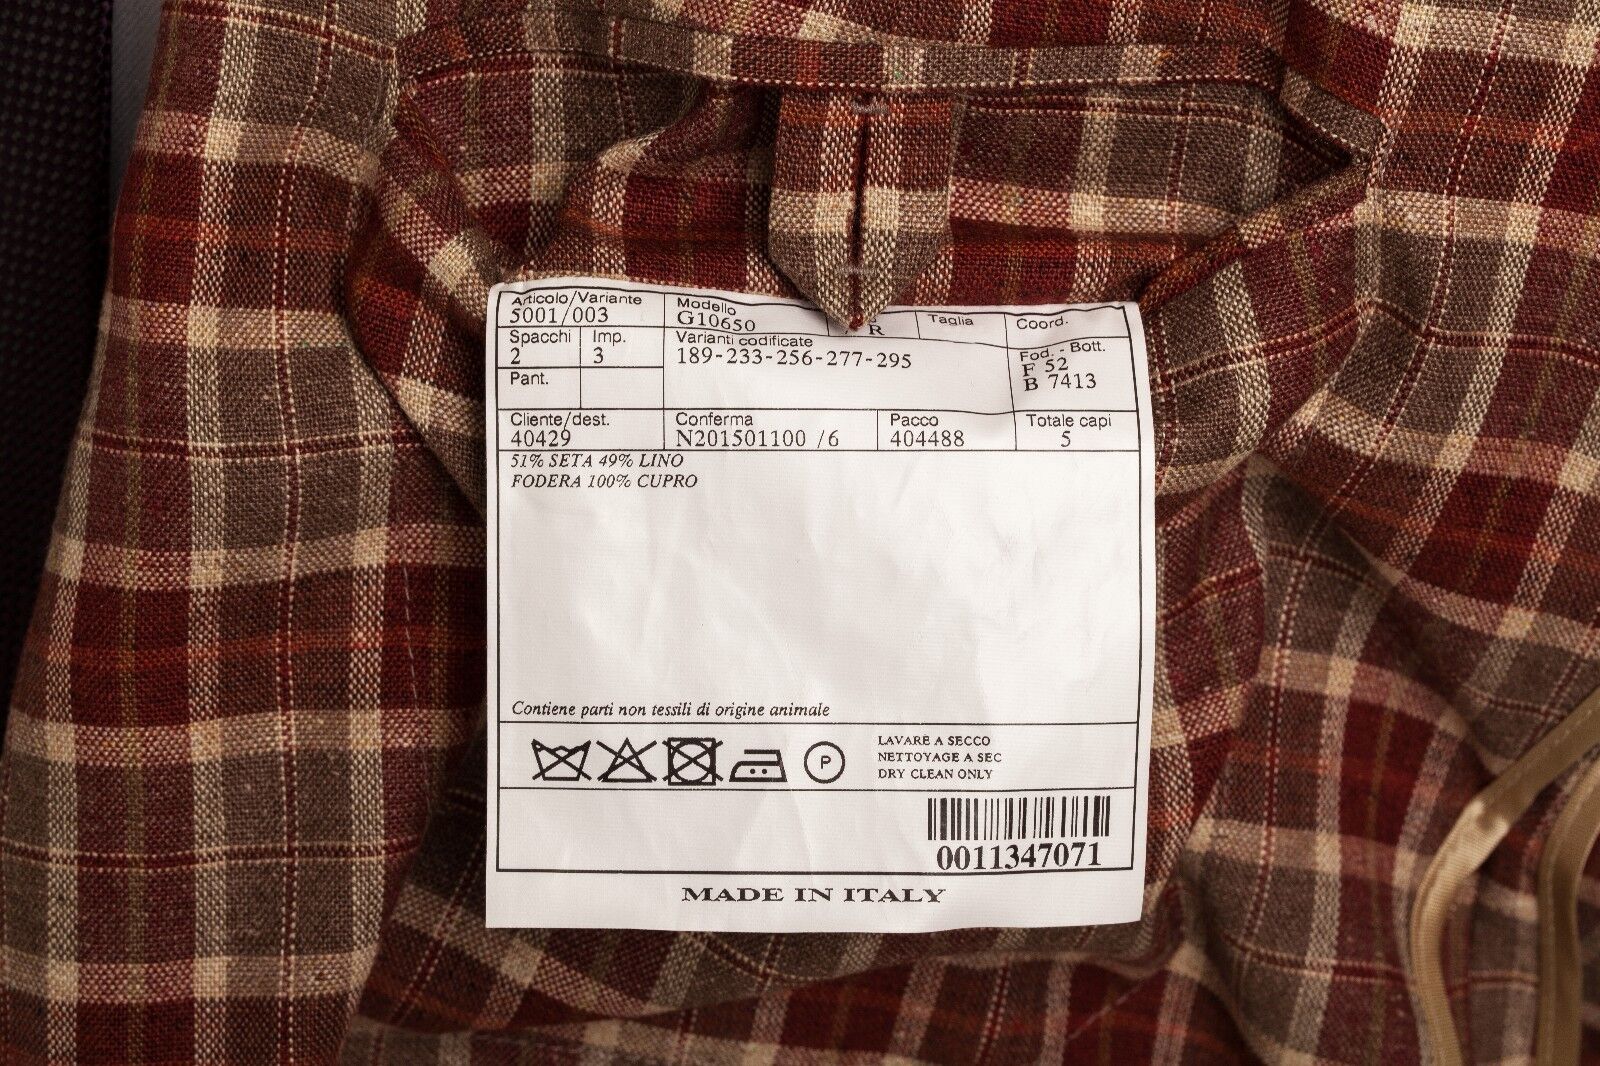 Articolo/Variante
5001/003
Modello
G10650
R
Taglia
Coord.
Spacchi
2
Imp.
3
Varianti codificate
189-233-256-277-295
Fod. - Bott.
F 52
B 7413
Pant.
Cliente/dest.
40429
Conferma
N201501100 /6
Pacco
404488
Totale capi
5
51% SETA 49% LINO
FODERA 100% CUPRO
Contiene parti non tessili di origine animale
P
LAVARE A SECCO
NETTOYAGE A SEC
DRY CLEAN ONLY
0011347071
MADE IN ITALY